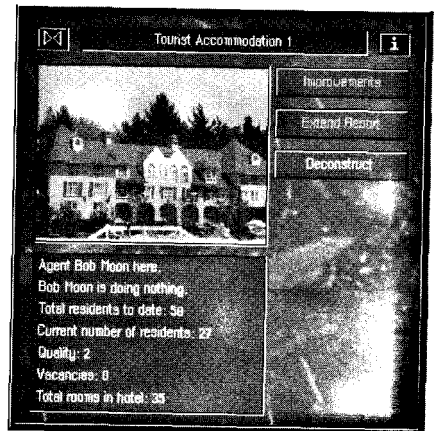 Tourist Accommodation 1
i
Improvements
Extend Resort
Deconstruct
Agent Bob Moon here.
Bob Moon is doing nothing.
Total residents to date: 58
Current number of residents: 27
Quality: 2
Vacancies: 8
Total rooms in hotel: 35